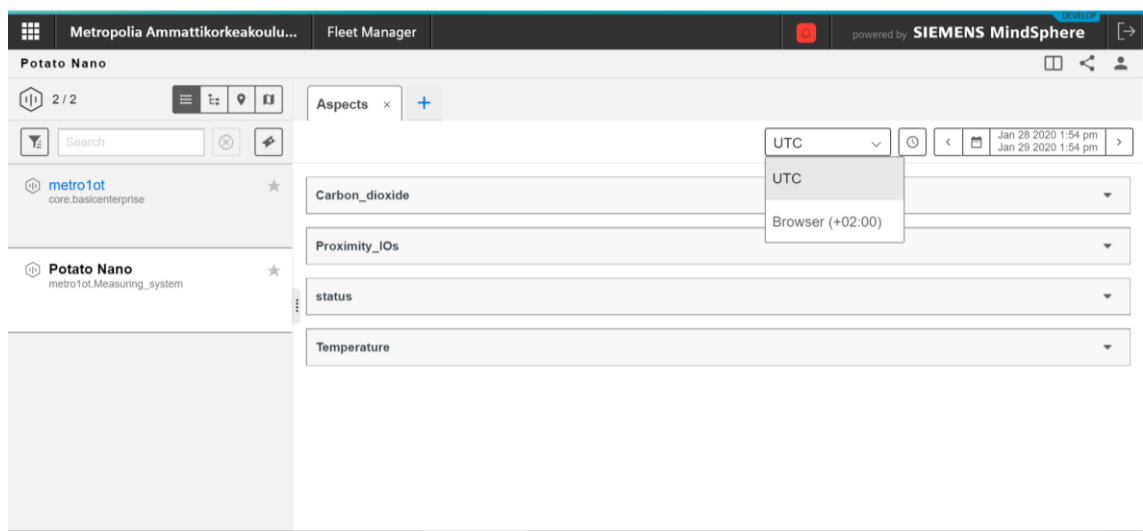 DEVELOP
Metropolia Ammattikorkeakoulu...
Fleet Manager
powered by SIEMENS MindSphere
Potato Nano
2 / 2
Aspects × +
Search
UTC
Jan 28 2020 1:54 pm
Jan 29 2020 1:54 pm
UTC
Browser (+02:00)
metro1ot
core.basicenterprise
Potato Nano
metro1ot.Measuring_system
Carbon_dioxide
Proximity_IOs
status
Temperature